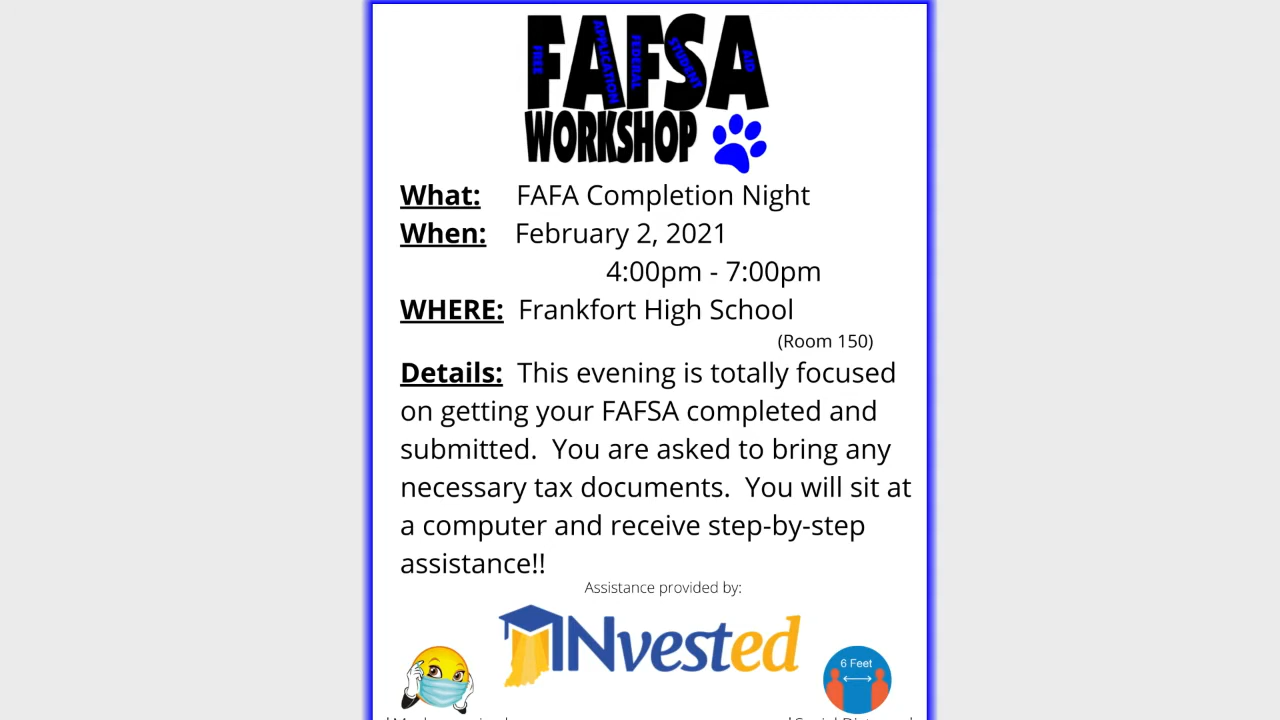 FAFSA
FREE APPLICATION FEDERAL STUDENT AID
WORKSHOP
What: FAFA Completion Night
When: February 2, 2021
4:00pm - 7:00pm
WHERE: Frankfort High School
(Room 150)
Details: This evening is totally focused
on getting your FAFSA completed and
submitted. You are asked to bring any
necessary tax documents. You will sit at
a computer and receive step-by-step
assistance!!
Assistance provided by:
INvested
6 Feet